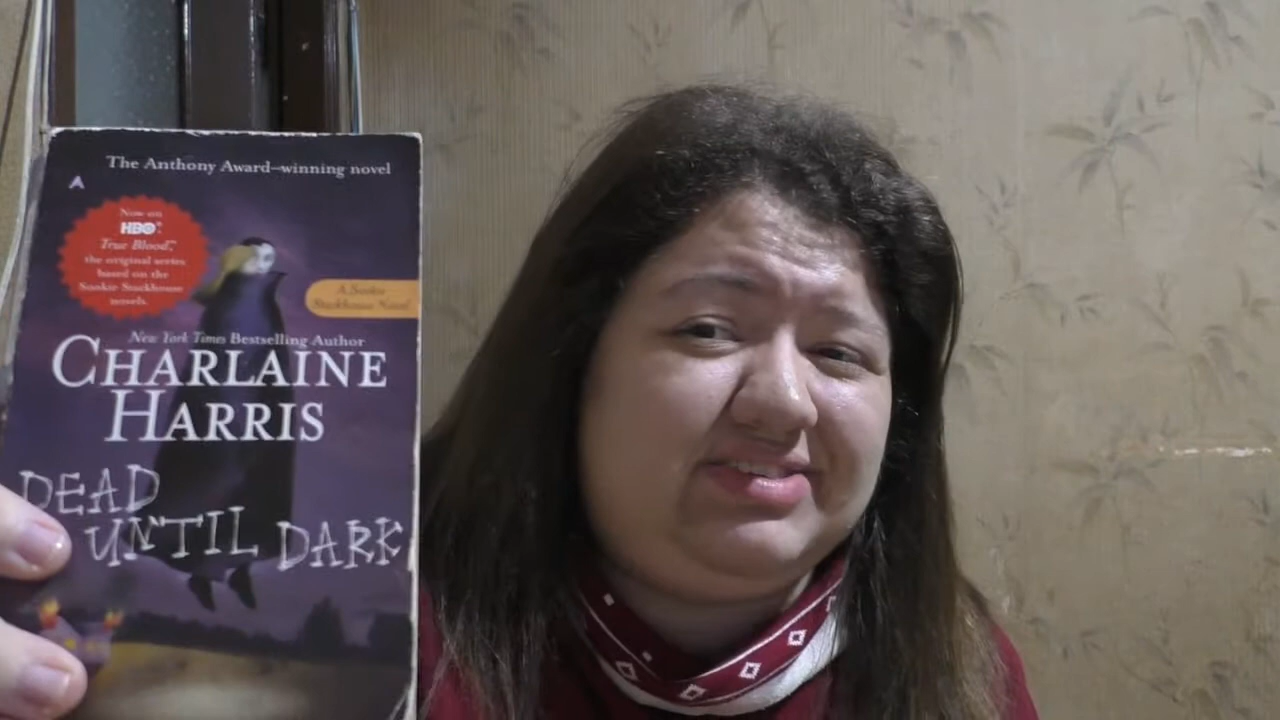 The Anthony Award–winning novel
A
Now on
HBO®
True Blood™,
the original series
based on the
Sookie Stackhouse
novels.
A Sookie
Stackhouse Novel
New York Times Bestselling Author
CHARLAINE
HARRIS
DEAD
UNTIL DARK